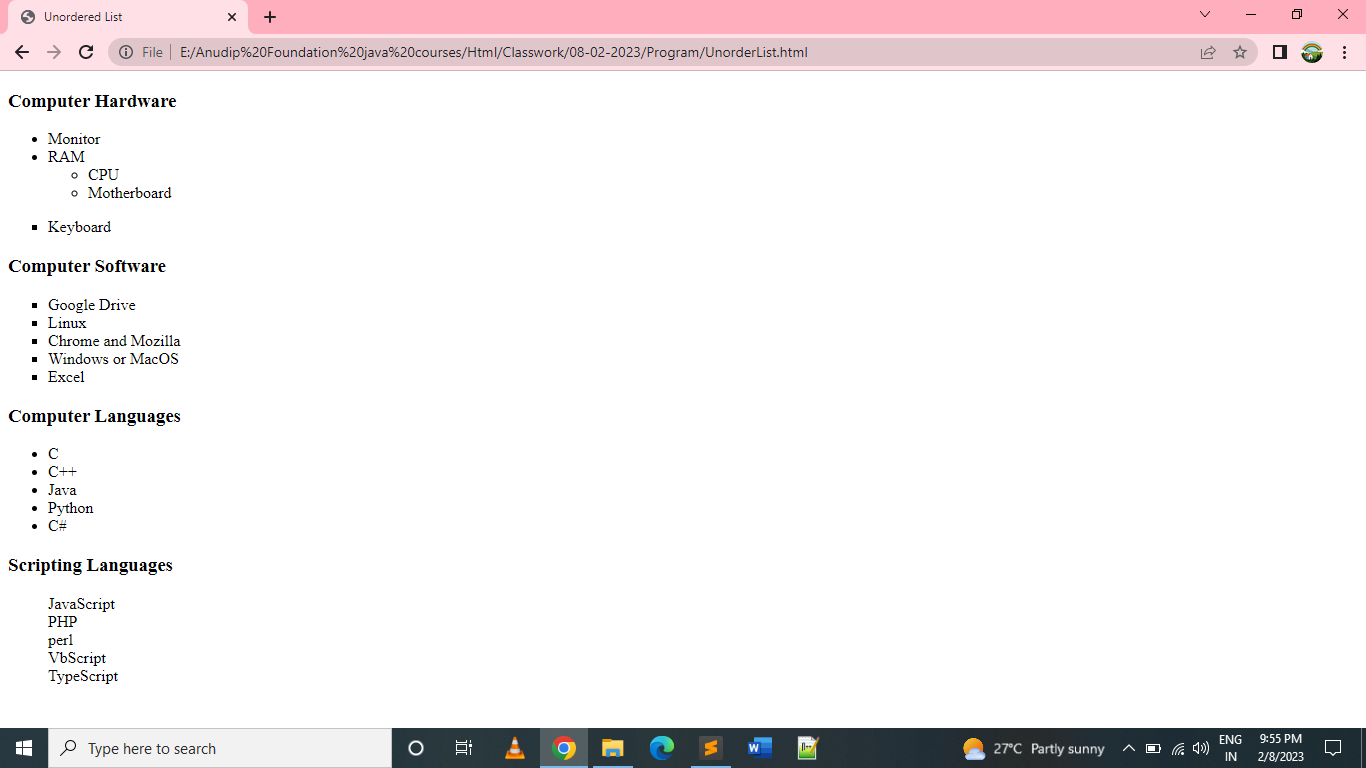 Unordered List
File
E:/Anudip%20Foundation%20java%20courses/Html/Classwork/08-02-2023/Program/UnorderList.html
Computer Hardware
Monitor
RAM
CPU
Motherboard
Keyboard
Computer Software
Google Drive
Linux
Chrome and Mozilla
Windows or MacOS
Excel
Computer Languages
C
C++
Java
Python
C#
Scripting Languages
JavaScript
PHP
perl
VbScript
TypeScript
Type here to search
27°C Partly sunny
ENG
IN
9:55 PM
2/8/2023